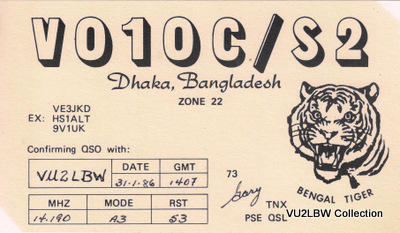 VO1OC/S2
Dhaka, Bangladesh
ZONE 22
VE3JKD
EX: HS1ALT
9V1UK
Confirming QSO with:
VU2LBW
DATE
31-1-86
GMT
1407
MHZ
14.190
MODE
A3
RST
53
73
Gary
TNX
PSE QSL
BENGAL TIGER
VU2LBW Collection